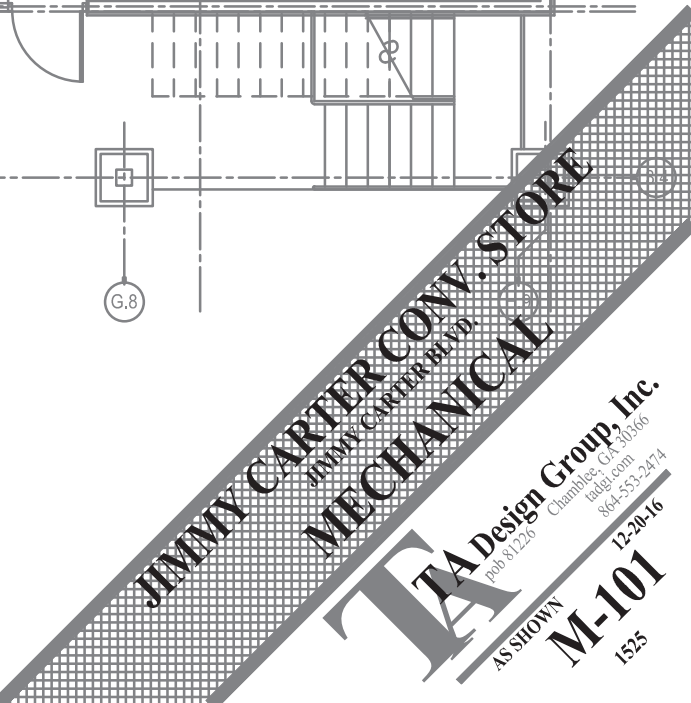 G.8
JIMMY CARTER CONV. STORE
JIMMY CARTER BLVD.
MECHANICAL
TA
TA Design Group, Inc.
pob 81226 Chamblee, GA 30366
tadgi.com
864-553-2474
AS SHOWN 12-20-16
M-101
1525